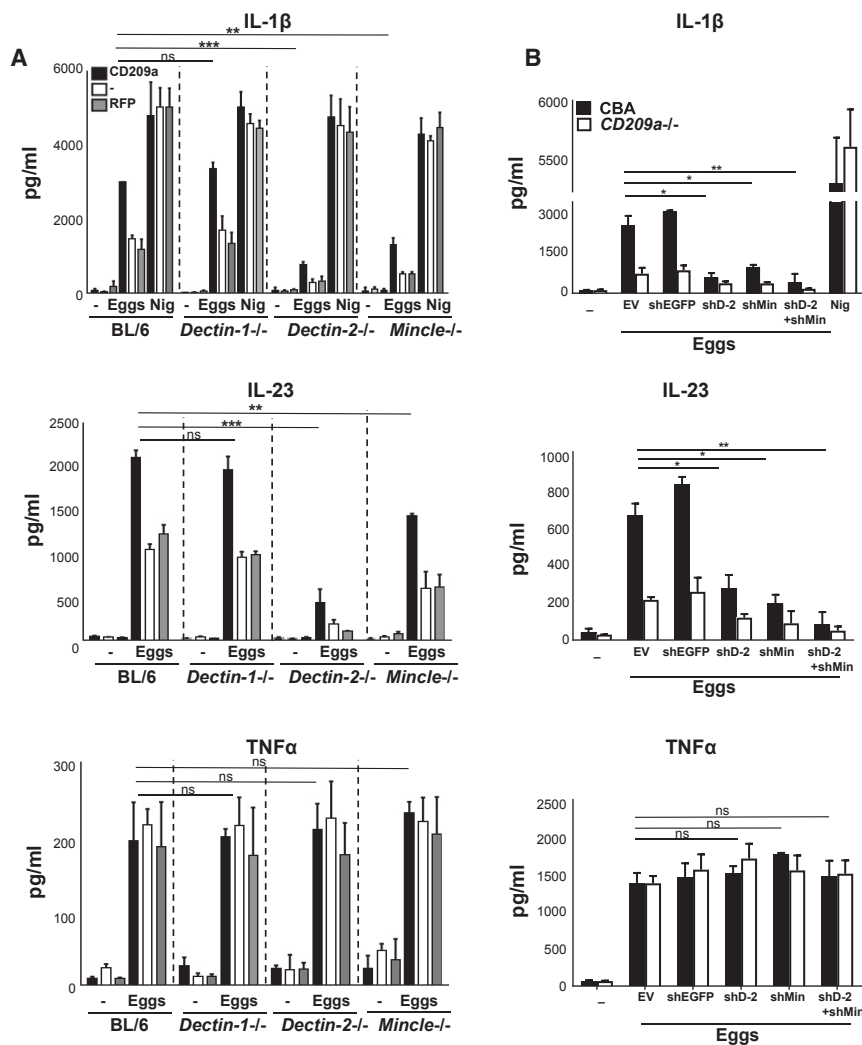 A
IL-1β
**
***
ns
CD209a
-
RFP
6000
4000
2000
0
pg/ml
- Eggs Nig - Eggs Nig - Eggs Nig - Eggs Nig
BL/6 Dectin-1-/- Dectin-2-/- Mincle-/-
IL-23
**
***
ns
2500
2000
1500
1000
500
0
pg/ml
- Eggs - Eggs - Eggs - Eggs
BL/6 Dectin-1-/- Dectin-2-/- Mincle-/-
TNFα
ns
ns
ns
300
200
100
0
pg/ml
- Eggs - Eggs - Eggs - Eggs
BL/6 Dectin-1-/- Dectin-2-/- Mincle-/-
B
IL-1β
CBA
CD209a-/-
**
*
*
6000
5500
3000
1500
0
pg/ml
– EV shEGFP shD-2 shMin shD-2 Nig
+shMin
Eggs
IL-23
**
*
*
1000
800
600
400
200
0
pg/ml
– EV shEGFP shD-2 shMin shD-2
+shMin
Eggs
TNFα
ns
ns
ns
2500
2000
1500
1000
500
0
pg/ml
– EV shEGFP shD-2 shMin shD-2
+shMin
Eggs